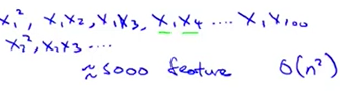 x₁², x₁x₂, x₁x₃, x₁x₄ .... x₁x₁₀₀
x₂², x₂x₃ ....
≈ 5000 feature O(n²)